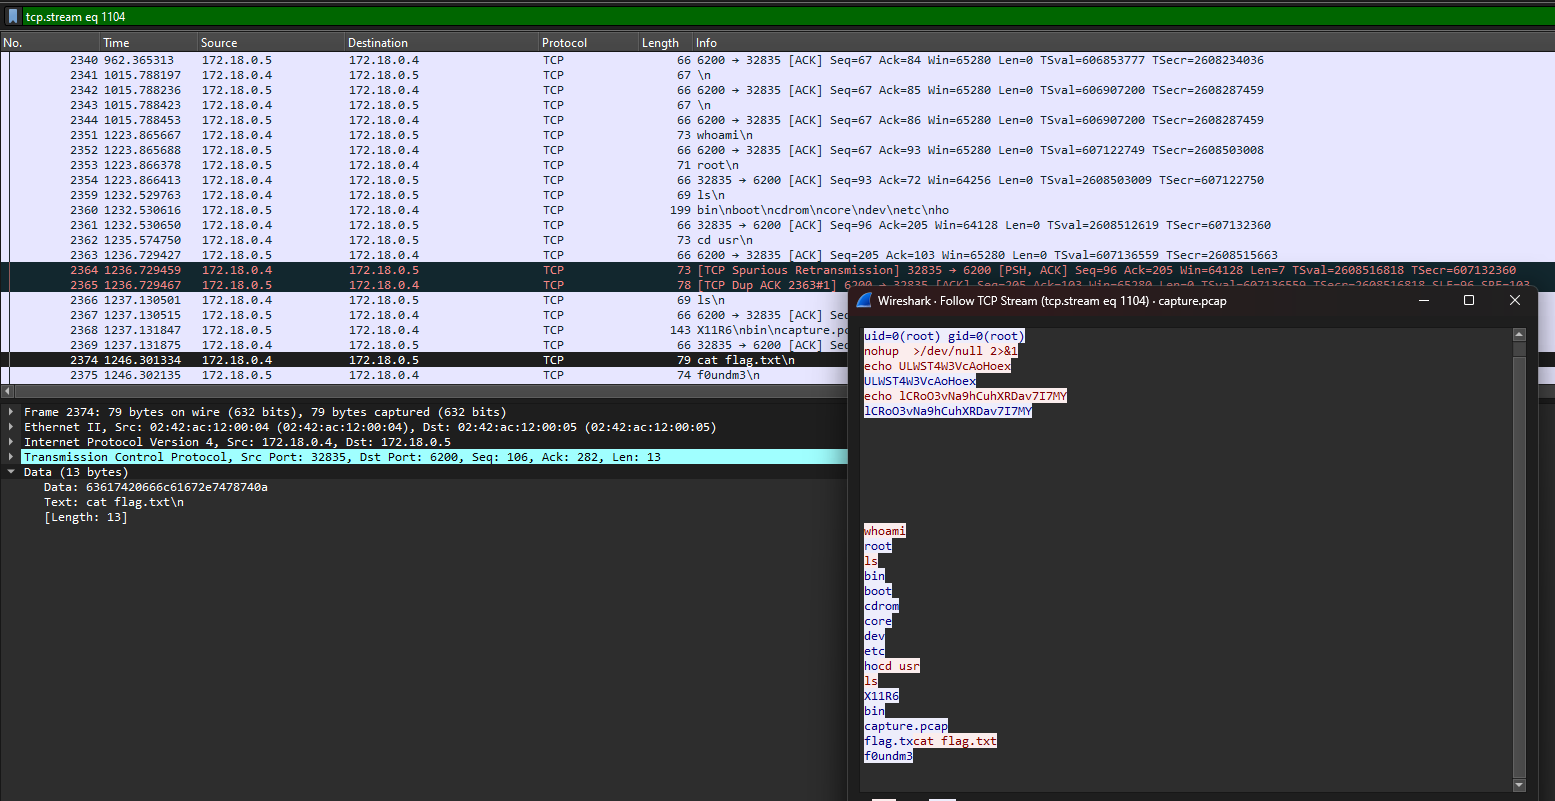 tcp.stream eq 1104
No. Time Source Destination Protocol Length Info
2340 962.365313 172.18.0.5 172.18.0.4 TCP 66 6200 → 32835 [ACK] Seq=67 Ack=84 Win=65280 Len=0 TSval=606853777 TSecr=2608234036
2341 1015.788197 172.18.0.4 172.18.0.5 TCP 67 \n
2342 1015.788236 172.18.0.5 172.18.0.4 TCP 66 6200 → 32835 [ACK] Seq=67 Ack=85 Win=65280 Len=0 TSval=606907200 TSecr=2608287459
2343 1015.788423 172.18.0.4 172.18.0.5 TCP 67 \n
2344 1015.788453 172.18.0.5 172.18.0.4 TCP 66 6200 → 32835 [ACK] Seq=67 Ack=86 Win=65280 Len=0 TSval=606907200 TSecr=2608287459
2351 1223.865667 172.18.0.4 172.18.0.5 TCP 73 whoami\n
2352 1223.865688 172.18.0.5 172.18.0.4 TCP 66 6200 → 32835 [ACK] Seq=67 Ack=93 Win=65280 Len=0 TSval=607122749 TSecr=2608503008
2353 1223.866378 172.18.0.5 172.18.0.4 TCP 71 root\n
2354 1223.866413 172.18.0.4 172.18.0.5 TCP 66 32835 → 6200 [ACK] Seq=93 Ack=72 Win=64256 Len=0 TSval=2608503009 TSecr=607122750
2359 1232.529763 172.18.0.4 172.18.0.5 TCP 69 ls\n
2360 1232.530616 172.18.0.5 172.18.0.4 TCP 199 bin\nboot\ncdrom\ncore\ndev\netc\nho
2361 1232.530650 172.18.0.4 172.18.0.5 TCP 66 32835 → 6200 [ACK] Seq=96 Ack=205 Win=64128 Len=0 TSval=2608512619 TSecr=607132360
2362 1235.574750 172.18.0.4 172.18.0.5 TCP 73 cd usr\n
2363 1236.729427 172.18.0.5 172.18.0.4 TCP 66 6200 → 32835 [ACK] Seq=205 Ack=103 Win=65280 Len=0 TSval=607136559 TSecr=2608515663
2364 1236.729459 172.18.0.4 172.18.0.5 TCP 73 [TCP Spurious Retransmission] 32835 → 6200 [PSH, ACK] Seq=96 Ack=205 Win=64128 Len=7 TSval=2608516818 TSecr=607132360
2365 1236.729467 172.18.0.5 172.18.0.4 TCP 78 [TCP Dup ACK 2363#1] 6200 → 32835 [ACK] Seq=205 Ack=103 Win=65280 Len=0 TSval=607136559 TSecr=2608516818 SLE=96 SRE=103
2366 1237.130501 172.18.0.4 172.18.0.5 TCP 69 ls\n
2367 1237.130515 172.18.0.5 172.18.0.4 TCP 66 6200 → 32835 [ACK] Se
2368 1237.131847 172.18.0.5 172.18.0.4 TCP 143 X11R6\nbin\ncapture.pc
2369 1237.131875 172.18.0.4 172.18.0.5 TCP 66 32835 → 6200 [ACK] Se
2374 1246.301334 172.18.0.4 172.18.0.5 TCP 79 cat flag.txt\n
2375 1246.302135 172.18.0.5 172.18.0.4 TCP 74 f0undm3\n
Frame 2374: 79 bytes on wire (632 bits), 79 bytes captured (632 bits)
Ethernet II, Src: 02:42:ac:12:00:04 (02:42:ac:12:00:04), Dst: 02:42:ac:12:00:05 (02:42:ac:12:00:05)
Internet Protocol Version 4, Src: 172.18.0.4, Dst: 172.18.0.5
Transmission Control Protocol, Src Port: 32835, Dst Port: 6200, Seq: 106, Ack: 282, Len: 13
Data (13 bytes)
Data: 63617420666c61672e7478740a
Text: cat flag.txt\n
[Length: 13]
Wireshark · Follow TCP Stream (tcp.stream eq 1104) · capture.pcap
uid=0(root) gid=0(root)
nohup  >/dev/null 2>&1
echo ULWST4W3VcAoHoex
ULWST4W3VcAoHoex
echo lCRoO3vNa9hCuhXRDav7I7MY
lCRoO3vNa9hCuhXRDav7I7MY
whoami
root
ls
bin
boot
cdrom
core
dev
etc
hocd usr
ls
X11R6
bin
capture.pcap
flag.txcat flag.txt
f0undm3